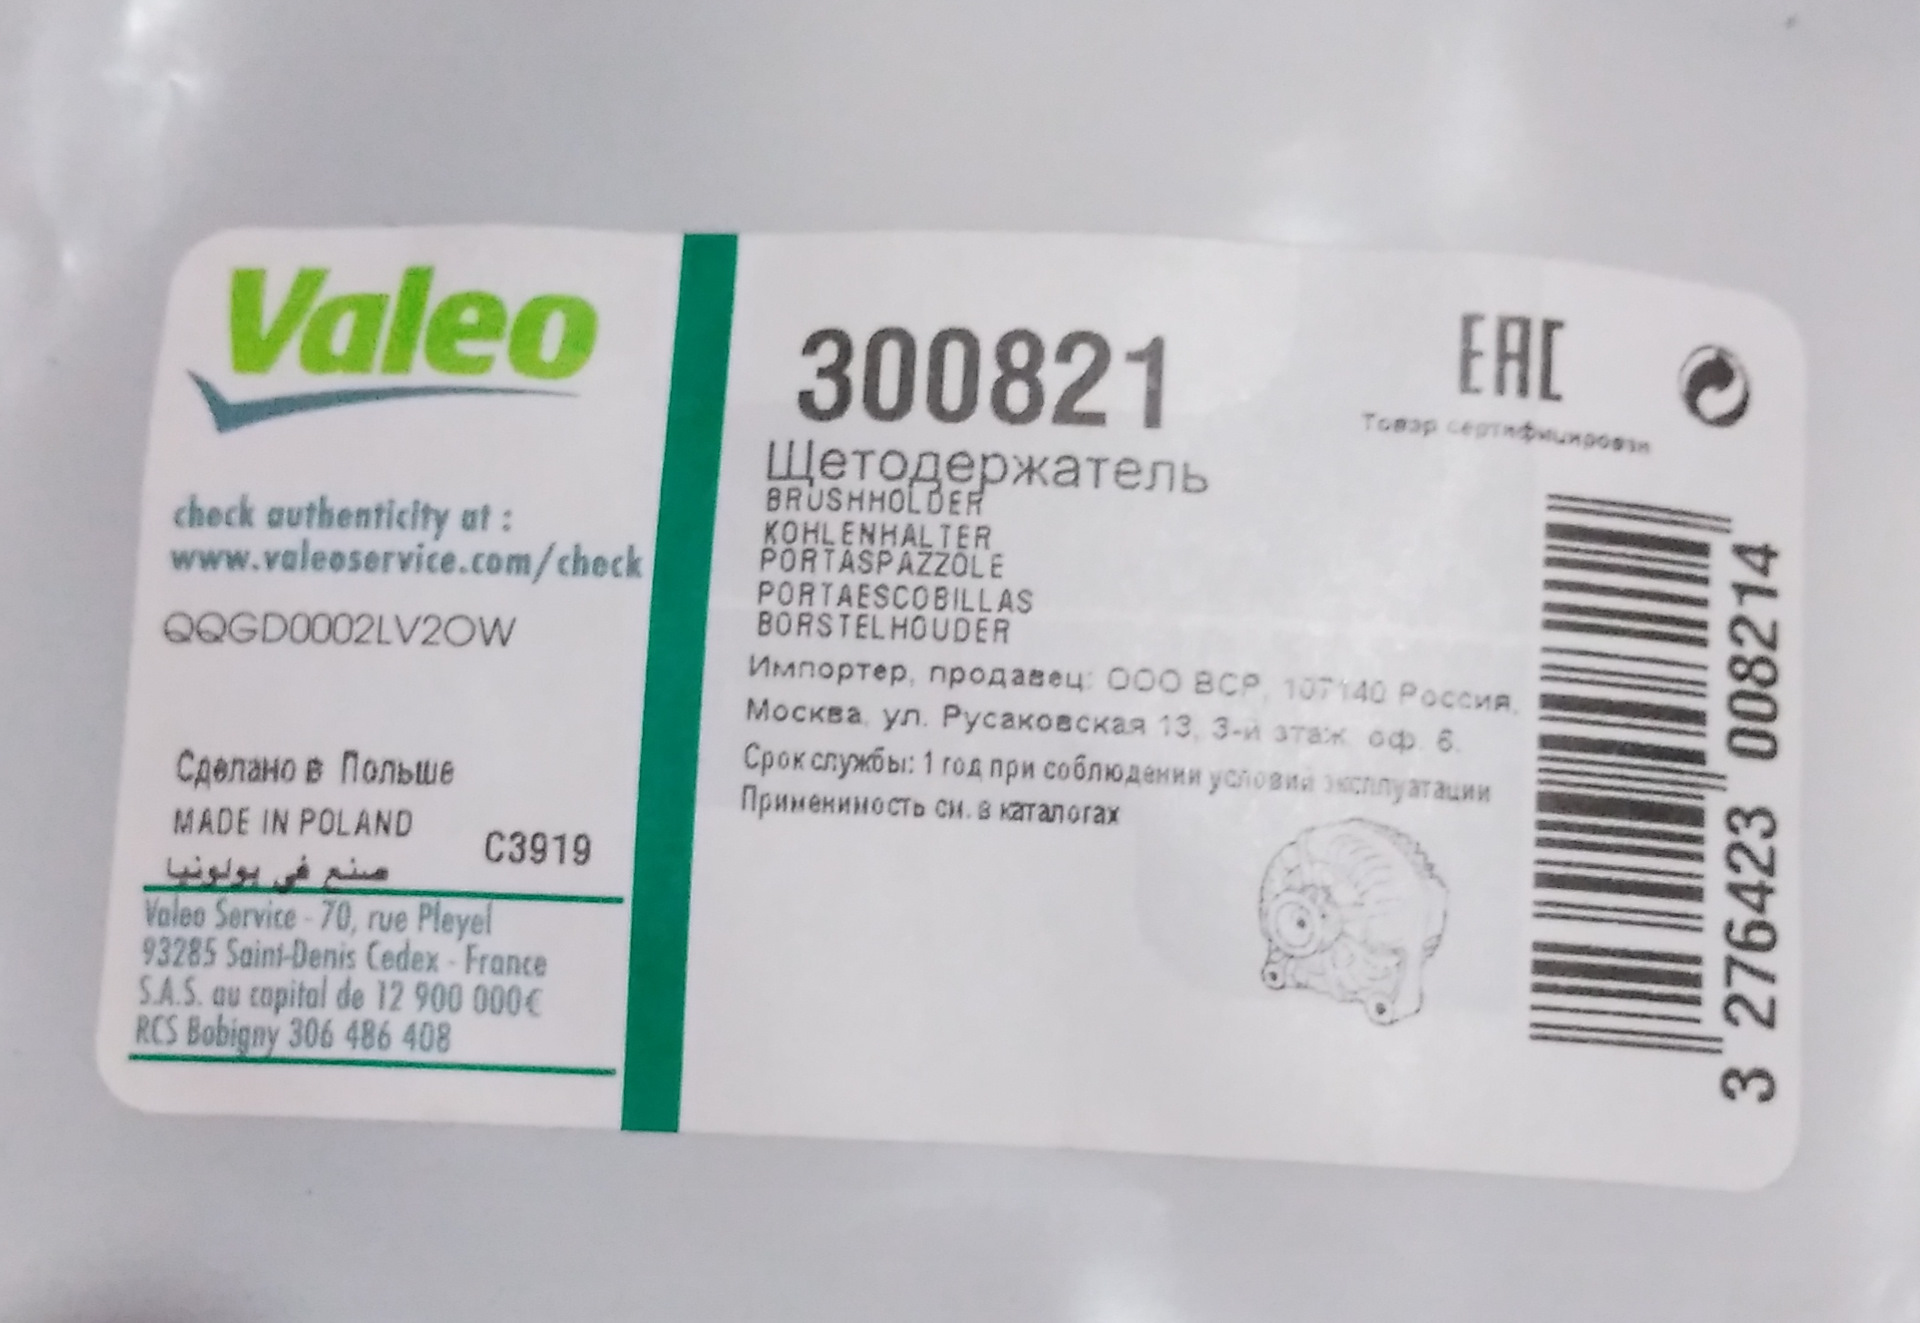 Valeo
check authenticity at :
www.valeoservice.com/check
QQGD0002LV2OW
Сделано в Польше
MADE IN POLAND
C3919
صنع في بولونيا
Valeo Service - 70, rue Pleyel
93285 Saint-Denis Cedex - France
S.A.S. au capital de 12 900 000€
RCS Bobigny 306 486 408
300821
Щетодержатель
BRUSHHOLDER
KOHLENHALTER
PORTASPAZZOLE
PORTAESCOBILLAS
BORSTELHOUDER
Импортер, продавец: ООО ВСР, 107140 Россия,
Москва, ул. Русаковская 13, 3-й этаж, оф. 6.
Срок службы: 1 год при соблюдении условий эксплуатации
Применимость см. в каталогах
EAC
Товар сертифицирован
3 276423 008214